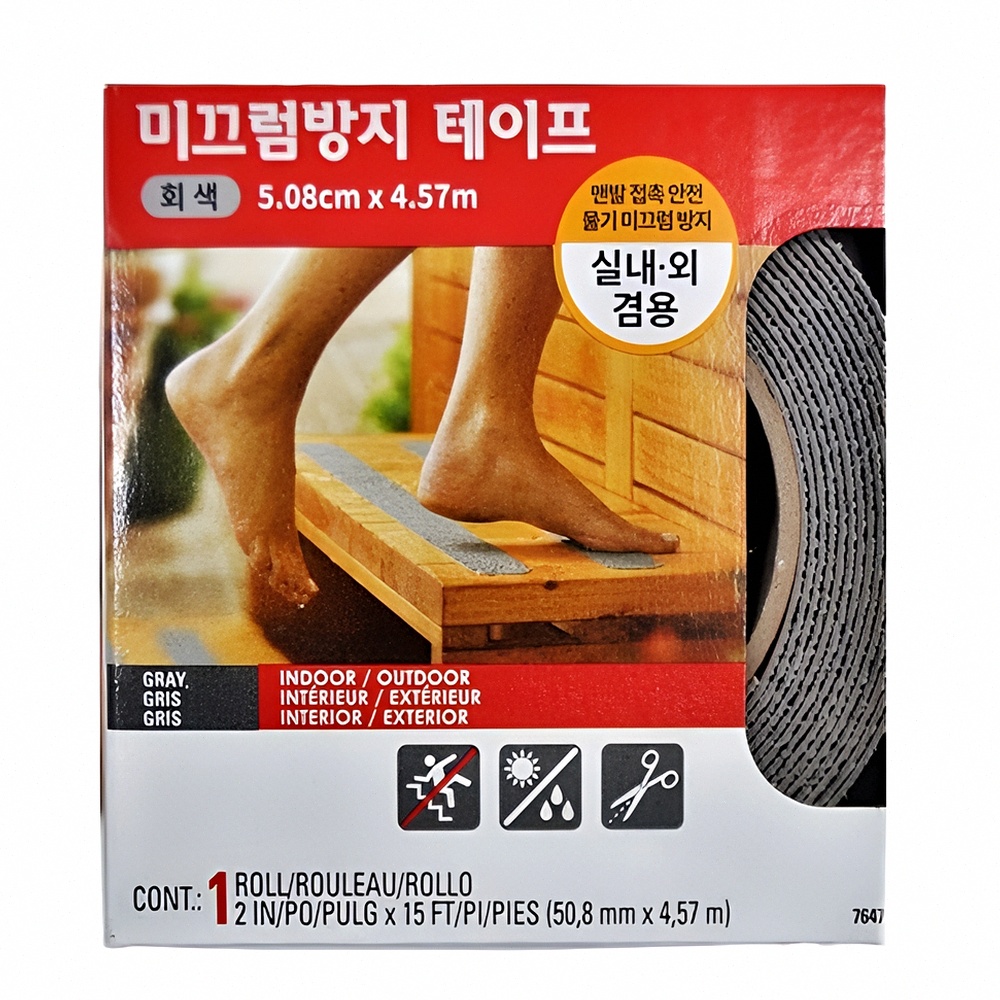 미끄럼방지 테이프
회색 5.08cm x 4.57m
맨발 접촉 안전
물기 미끄럼 방지
실내·외
겸용
GRAY,
GRIS
GRIS
INDOOR / OUTDOOR
INTÉRIEUR / EXTÉRIEUR
INTERIOR / EXTERIOR
CONT.: 1 ROLL/ROULEAU/ROLLO
2 IN/PO/PULG x 15 FT/PI/PIES (50,8 mm x 4,57 m)
7647